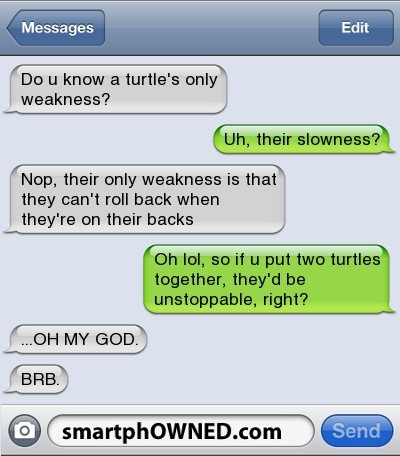 Messages
Edit
Do u know a turtle's only
weakness?
Uh, their slowness?
Nop, their only weakness is that
they can't roll back when
they're on their backs
Oh lol, so if u put two turtles
together, they'd be
unstoppable, right?
...OH MY GOD.
BRB.
smartphOWNED.com
Send